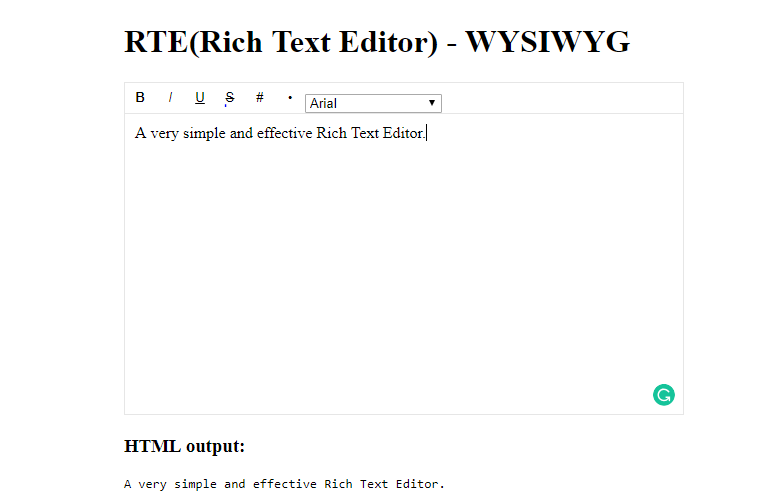 RTE(Rich Text Editor) - WYSIWYG
B I U S # • Arial ▼
A very simple and effective Rich Text Editor.
HTML output:
A very simple and effective Rich Text Editor.